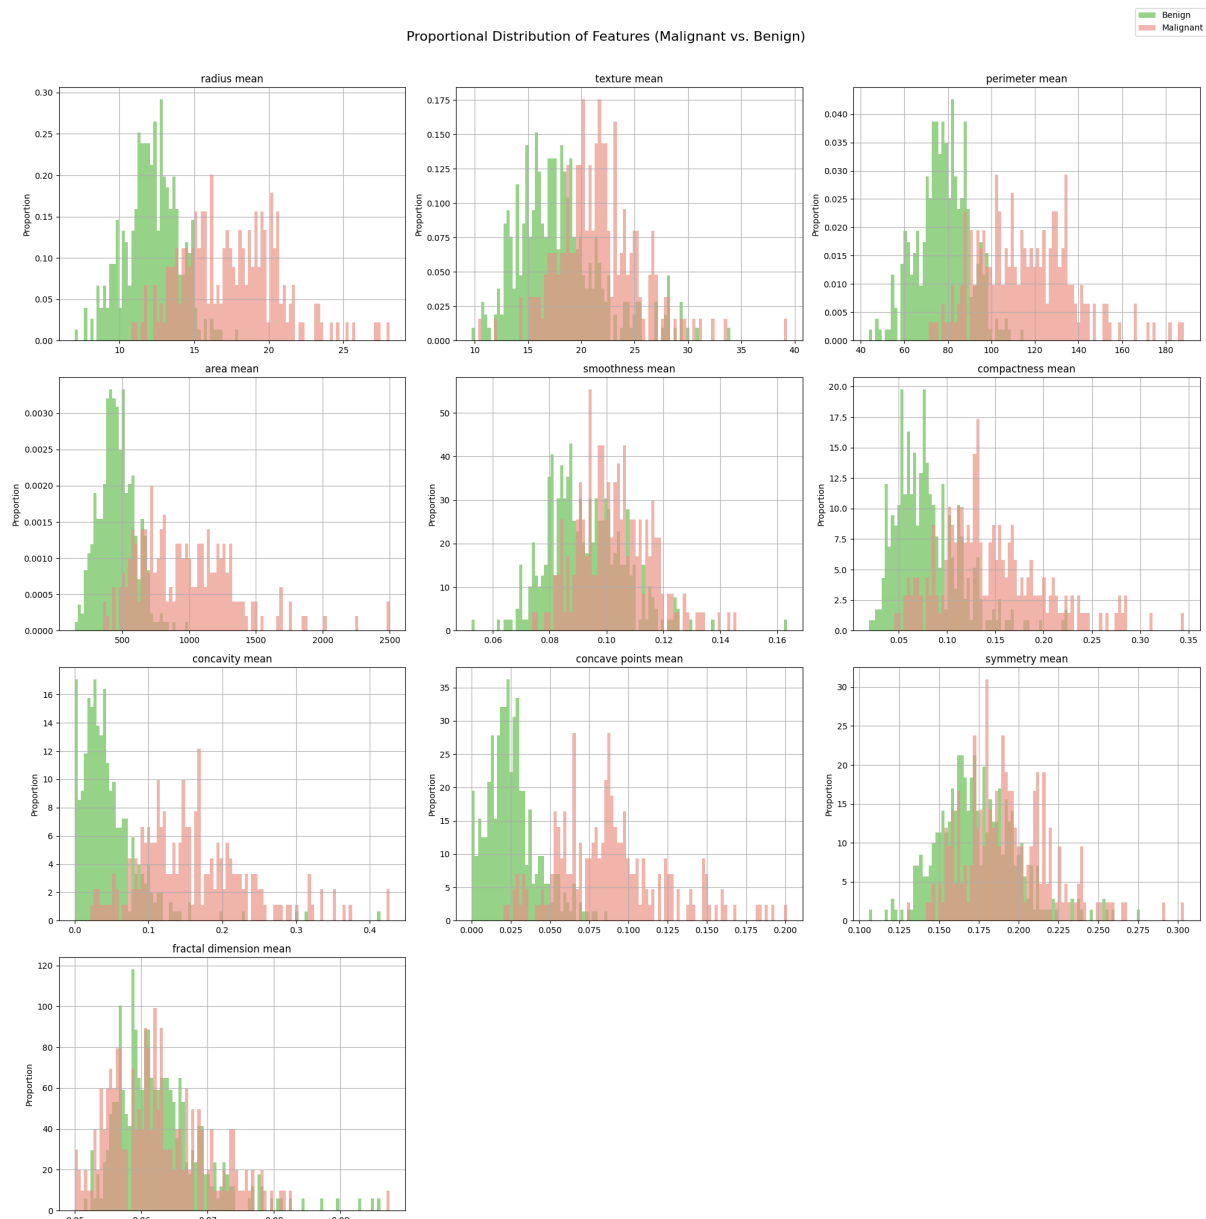 Benign
Malignant
Proportional Distribution of Features (Malignant vs. Benign)
radius mean
texture mean
perimeter mean
Proportion
0.30
0.25
0.20
0.15
0.10
0.05
0.00
10 15 20 25
Proportion
0.175
0.150
0.125
0.100
0.075
0.050
0.025
0.000
10 15 20 25 30 35 40
Proportion
0.040
0.035
0.030
0.025
0.020
0.015
0.010
0.005
0.000
40 60 80 100 120 140 160 180
area mean
smoothness mean
compactness mean
Proportion
0.0030
0.0025
0.0020
0.0015
0.0010
0.0005
0.0000
500 1000 1500 2000 2500
Proportion
50
40
30
20
10
0
0.06 0.08 0.10 0.12 0.14 0.16
Proportion
20.0
17.5
15.0
12.5
10.0
7.5
5.0
2.5
0.0
0.05 0.10 0.15 0.20 0.25 0.30 0.35
concavity mean
concave points mean
symmetry mean
Proportion
16
14
12
10
8
6
4
2
0
0.0 0.1 0.2 0.3 0.4
Proportion
35
30
25
20
15
10
5
0
0.000 0.025 0.050 0.075 0.100 0.125 0.150 0.175 0.200
Proportion
30
25
20
15
10
5
0
0.100 0.125 0.150 0.175 0.200 0.225 0.250 0.275 0.300
fractal dimension mean
Proportion
120
100
80
60
40
20
0